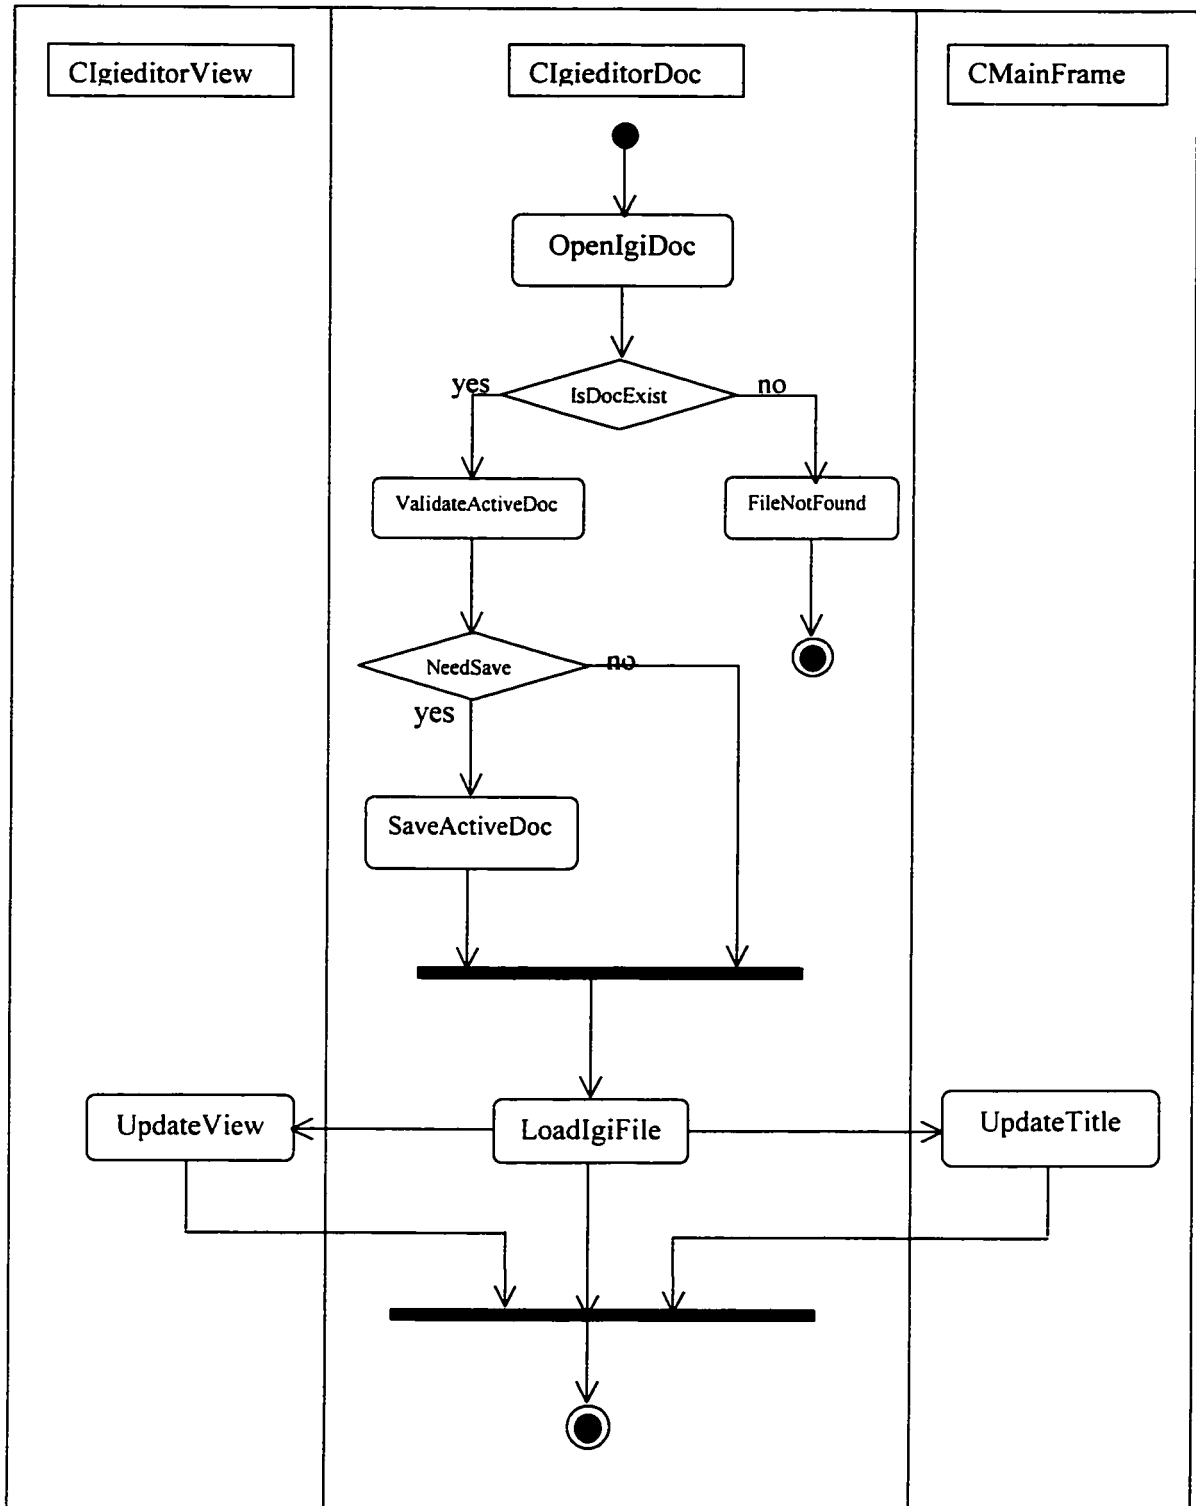 CIgieditorView
CIgieditorDoc
CMainFrame
OpenIgiDoc
yes
IsDocExist
no
ValidateActiveDoc
FileNotFound
NeedSave
no
yes
SaveActiveDoc
UpdateView
LoadIgiFile
UpdateTitle